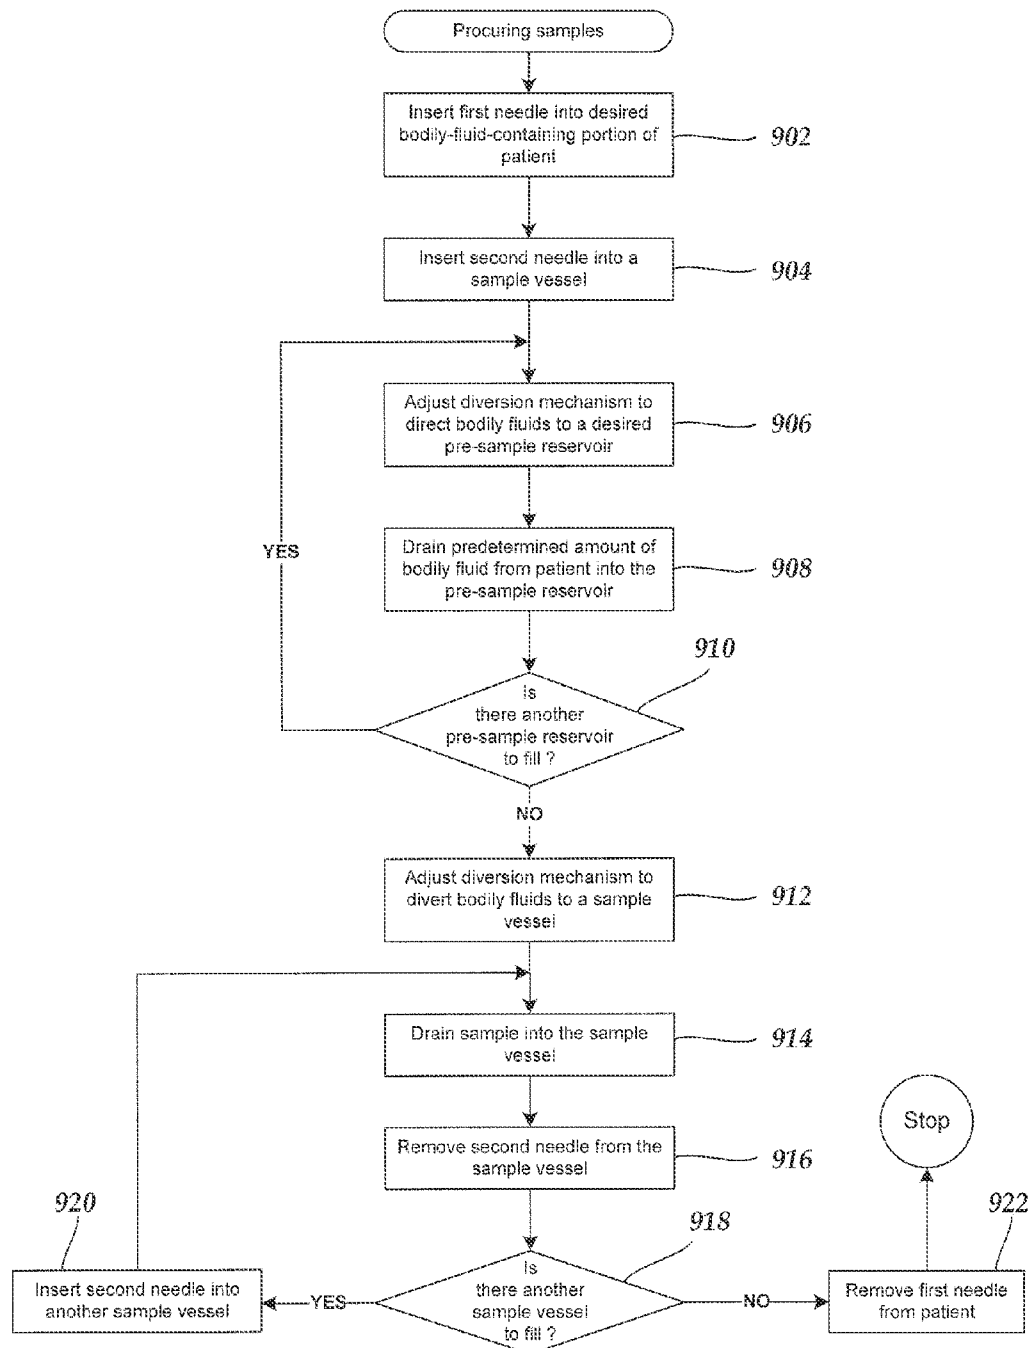 Procuring samples
Insert first needle into desired
bodily-fluid-containing portion of
patient
902
Insert second needle into a
sample vessel
904
Adjust diversion mechanism to
direct bodily fluids to a desired
pre-sample reservoir
906
YES
Drain predetermined amount of
bodily fluid from patient into the
pre-sample reservoir
908
910
Is
there another
pre-sample reservoir
to fill ?
NO
Adjust diversion mechanism to
divert bodily fluids to a sample
vessel
912
Drain sample into the sample
vessel
914
Stop
Remove second needle from the
sample vessel
916
920
918
922
Insert second needle into
another sample vessel
YES
Is
there another
sample vessel
to fill ?
NO
Remove first needle
from patient